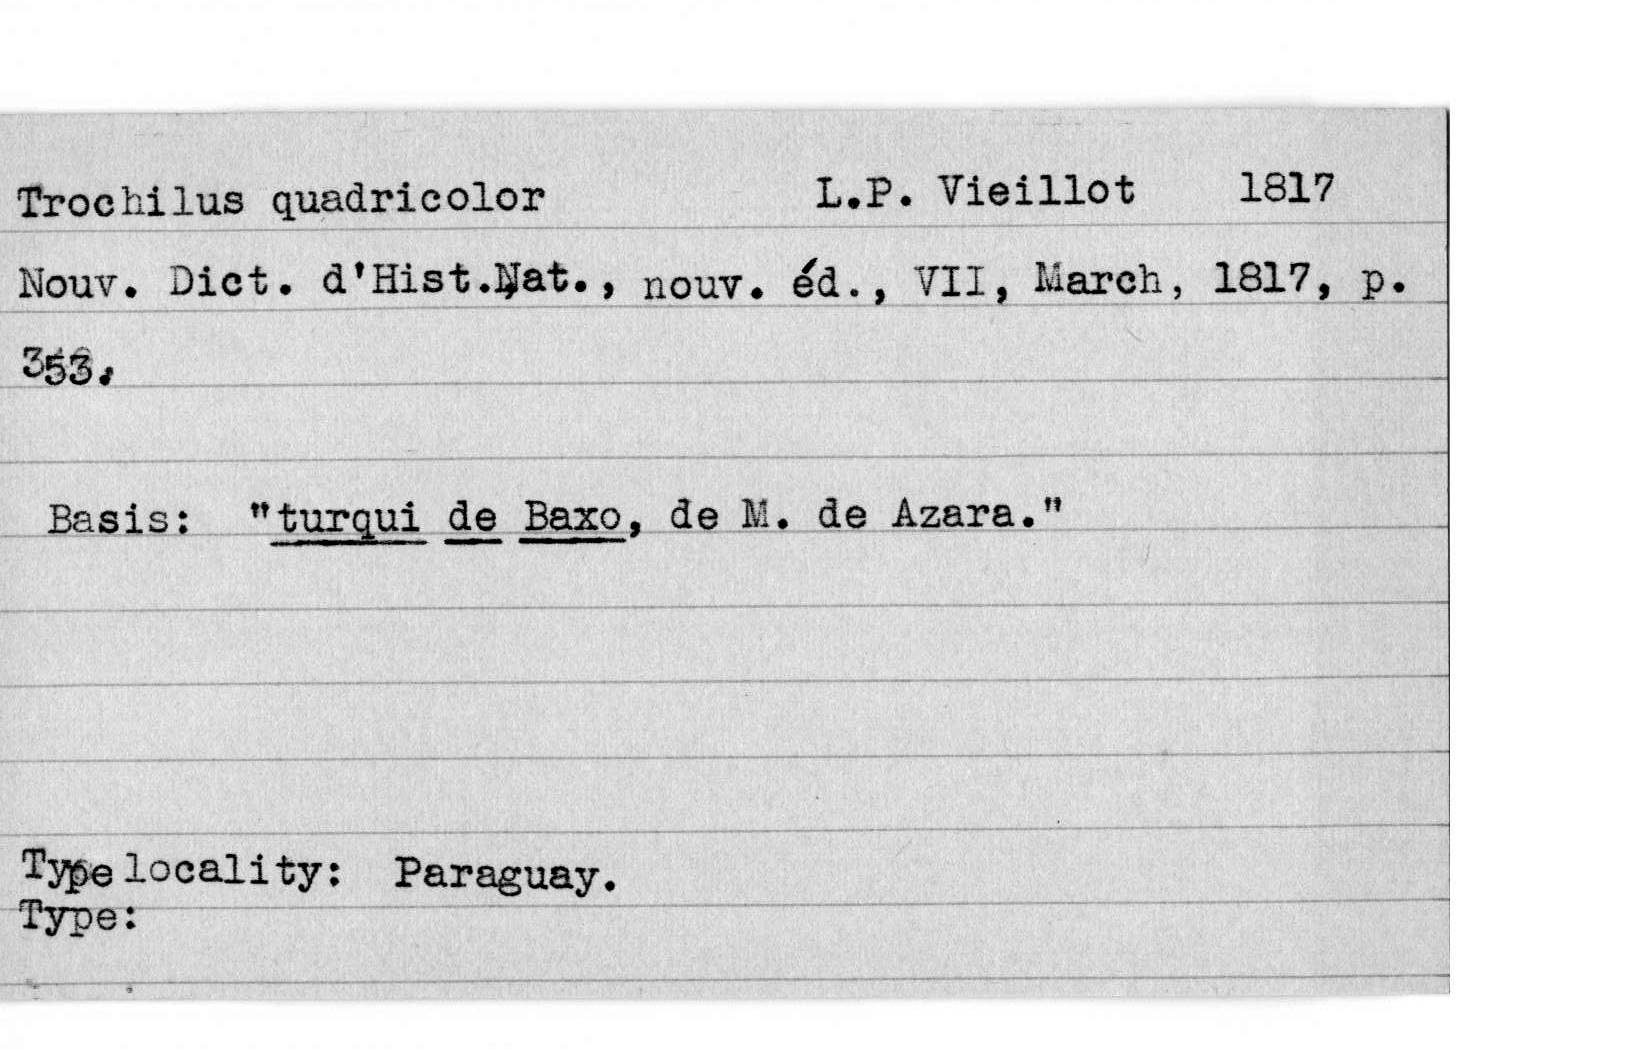 Trochilus quadricolor L.P. Vieillot 1817
Nouv. Dict. d'Hist.Nat., nouv. éd., VII, March, 1817, p.
353.
Basis: "turqui de Baxo, de M. de Azara."
Type locality: Paraguay.
Type: